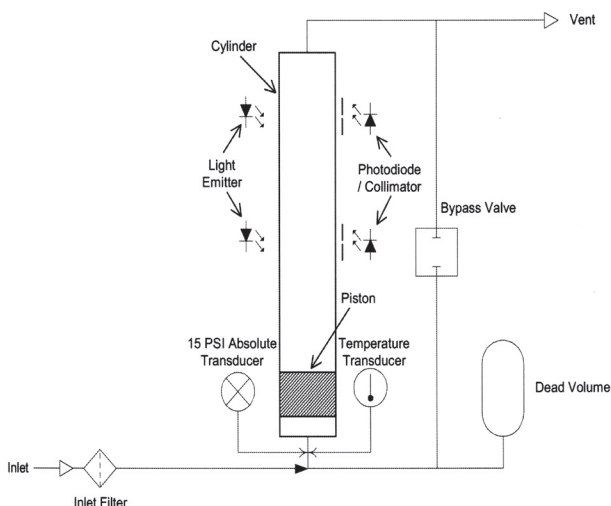 Vent
Cylinder
Light
Emitter
Photodiode
/ Collimator
Bypass Valve
Piston
15 PSI Absolute
Transducer
Temperature
Transducer
Dead Volume
Inlet
Inlet Filter